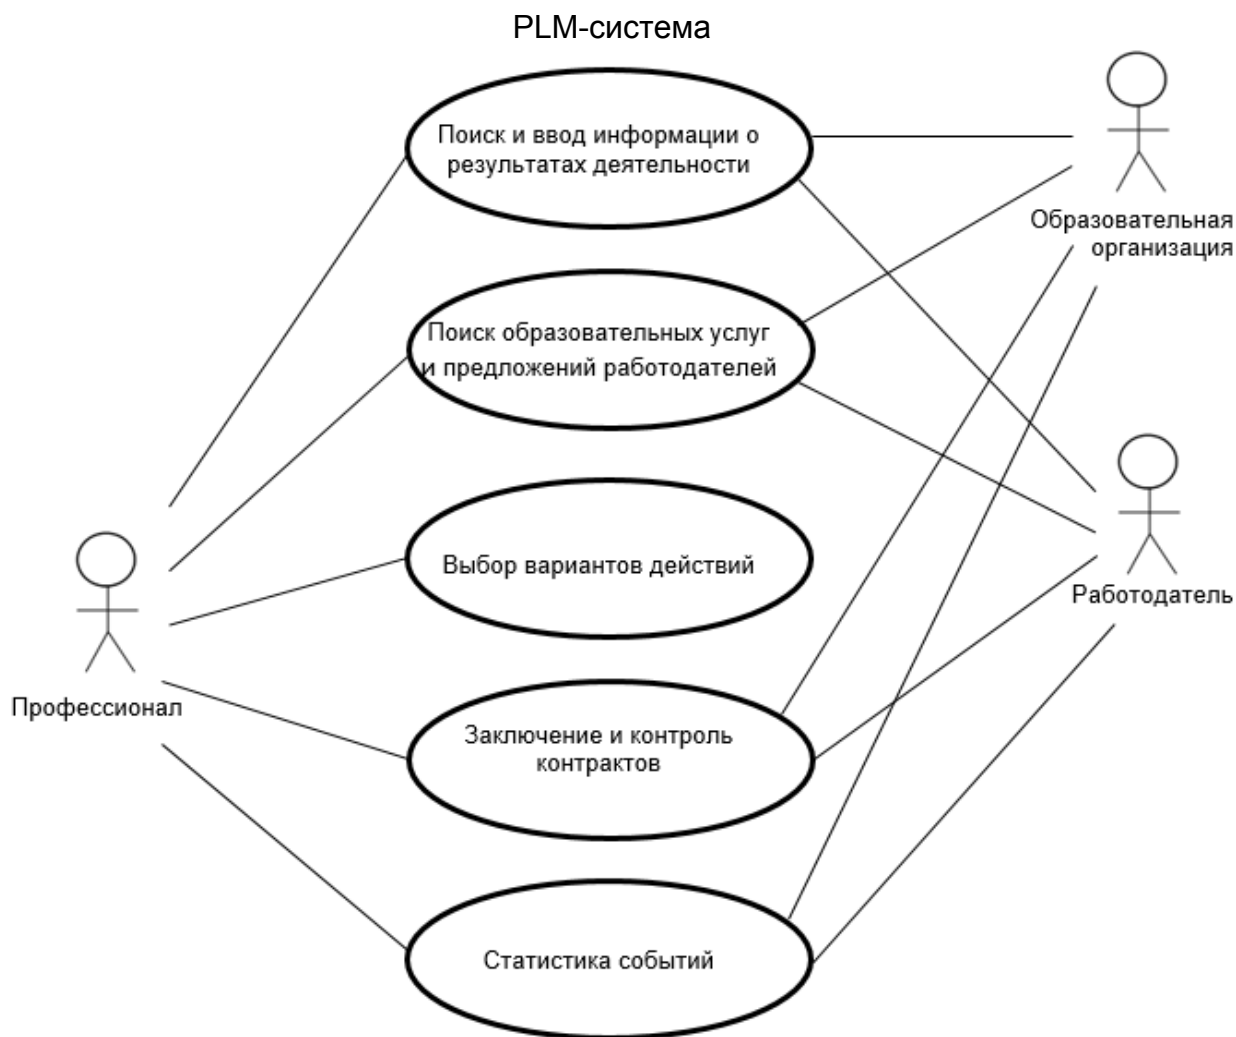 PLM-система
Поиск и ввод информации о
результатах деятельности
Образовательная
организация
Поиск образовательных услуг
и предложений работодателей
Выбор вариантов действий
Работодатель
Профессионал
Заключение и контроль
контрактов
Статистика событий